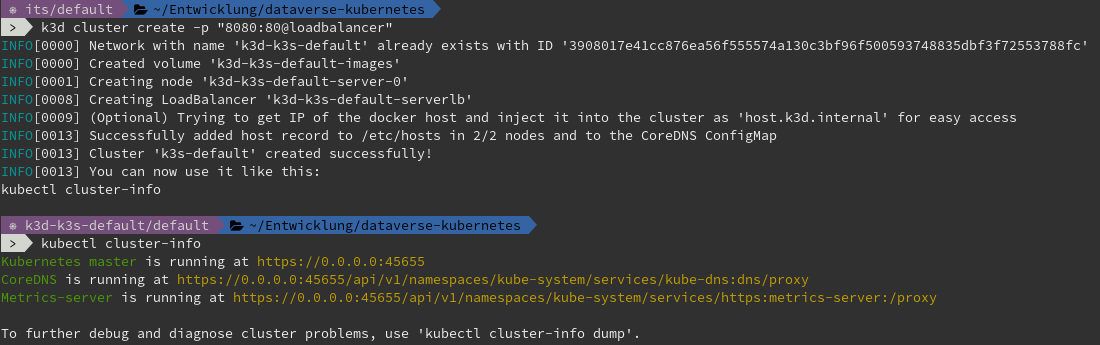 its/default ~/Entwicklung/dataverse-kubernetes
> k3d cluster create -p "8080:80@loadbalancer"
INFO[0000] Network with name 'k3d-k3s-default' already exists with ID '3908017e41cc876ea56f555574a130c3bf96f500593748835dbf3f72553788fc'
INFO[0000] Created volume 'k3d-k3s-default-images'
INFO[0001] Creating node 'k3d-k3s-default-server-0'
INFO[0008] Creating LoadBalancer 'k3d-k3s-default-serverlb'
INFO[0009] (Optional) Trying to get IP of the docker host and inject it into the cluster as 'host.k3d.internal' for easy access
INFO[0013] Successfully added host record to /etc/hosts in 2/2 nodes and to the CoreDNS ConfigMap
INFO[0013] Cluster 'k3s-default' created successfully!
INFO[0013] You can now use it like this:
kubectl cluster-info
k3d-k3s-default/default ~/Entwicklung/dataverse-kubernetes
> kubectl cluster-info
Kubernetes master is running at https://0.0.0.0:45655
CoreDNS is running at https://0.0.0.0:45655/api/v1/namespaces/kube-system/services/kube-dns:dns/proxy
Metrics-server is running at https://0.0.0.0:45655/api/v1/namespaces/kube-system/services/https:metrics-server:/proxy
To further debug and diagnose cluster problems, use 'kubectl cluster-info dump'.